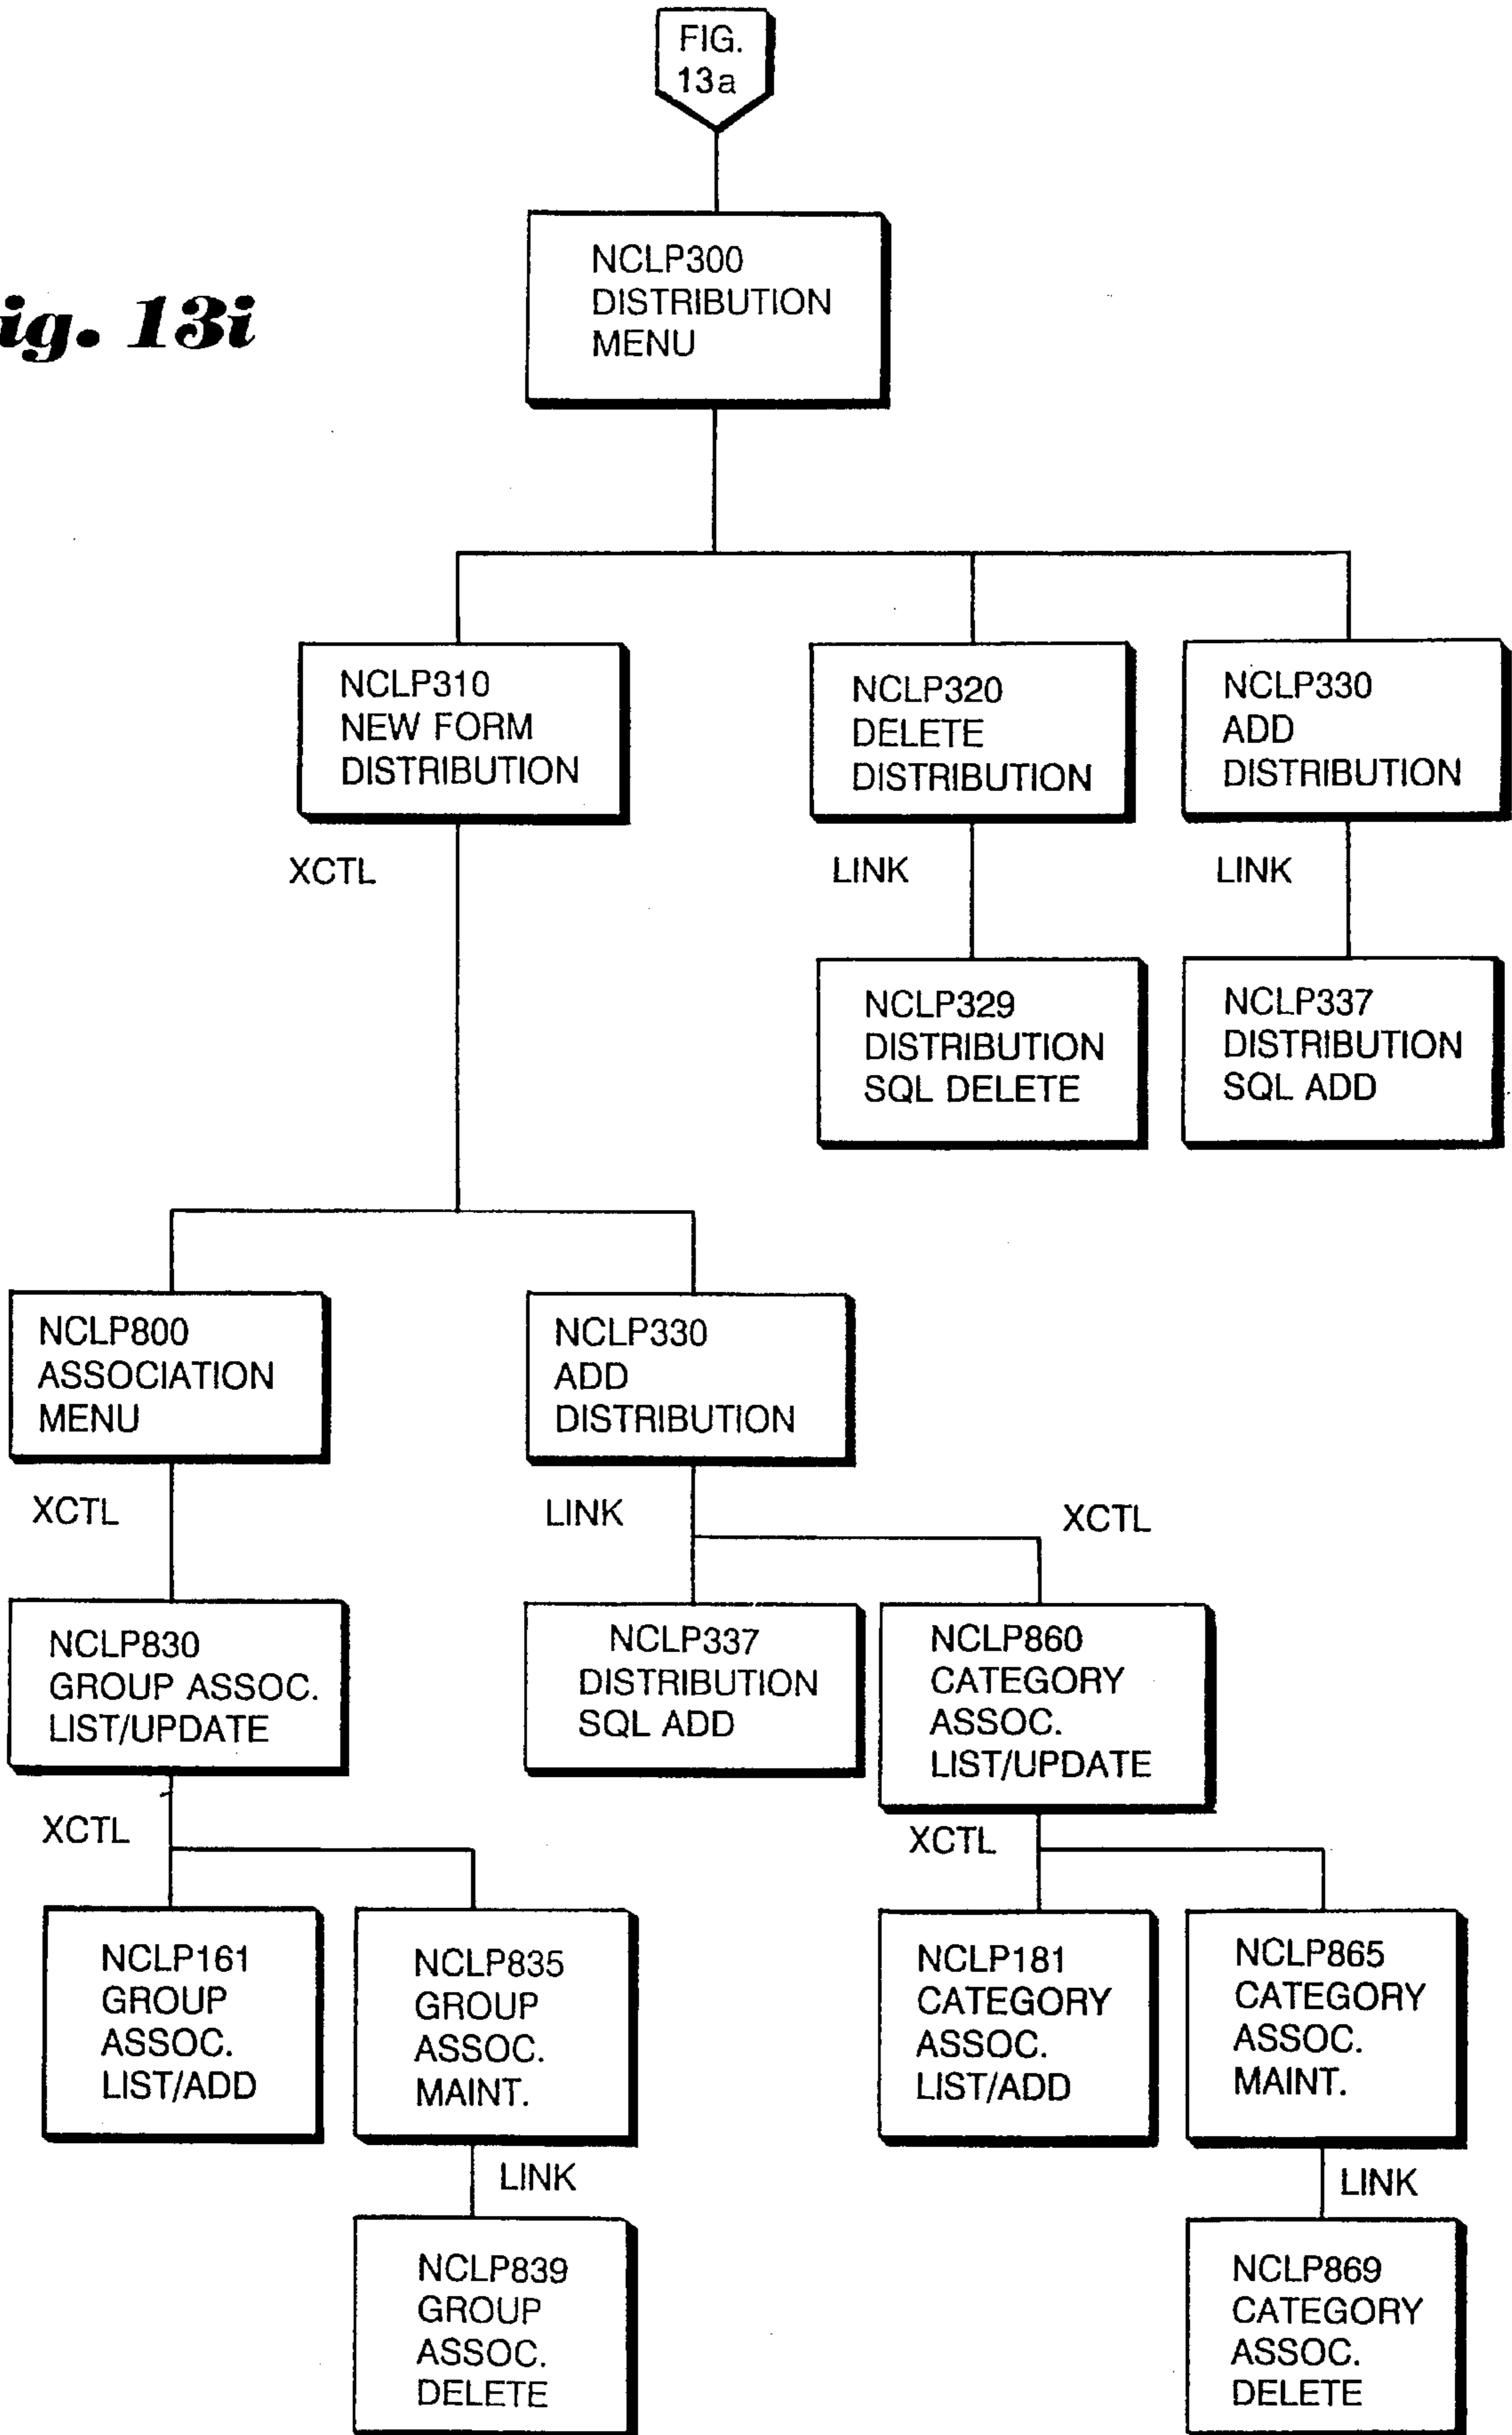 FIG.
13a
ig. 13i
NCLP300
DISTRIBUTION
MENU
NCLP310
NEW FORM
DISTRIBUTION
NCLP320
DELETE
DISTRIBUTION
NCLP330
ADD
DISTRIBUTION
XCTL
LINK
LINK
NCLP329
DISTRIBUTION
SQL DELETE
NCLP337
DISTRIBUTION
SQL ADD
NCLP800
ASSOCIATION
MENU
NCLP330
ADD
DISTRIBUTION
XCTL
LINK
XCTL
NCLP830
GROUP ASSOC.
LIST/UPDATE
NCLP337
DISTRIBUTION
SQL ADD
NCLP860
CATEGORY
ASSOC.
LIST/UPDATE
XCTL
XCTL
NCLP161
GROUP
ASSOC.
LIST/ADD
NCLP835
GROUP
ASSOC.
MAINT.
NCLP181
CATEGORY
ASSOC.
LIST/ADD
NCLP865
CATEGORY
ASSOC.
MAINT.
LINK
LINK
NCLP839
GROUP
ASSOC.
DELETE
NCLP869
CATEGORY
ASSOC.
DELETE